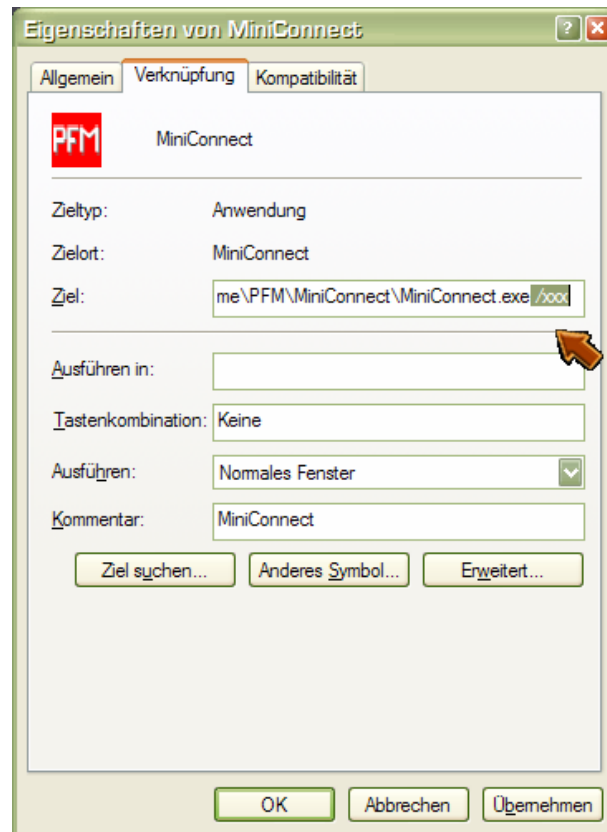 Eigenschaften von MiniConnect
Allgemein Verknüpfung Kompatibilität
PFM MiniConnect
Zieltyp: Anwendung
Zielort: MiniConnect
Ziel: me\PFM\MiniConnect\MiniConnect.exe /xxx
Ausführen in:
Tastenkombination: Keine
Ausführen: Normales Fenster
Kommentar: MiniConnect
Ziel suchen... Anderes Symbol... Erweitert...
OK Abbrechen Übernehmen